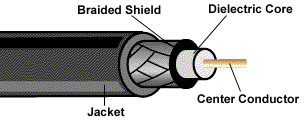 Braided Shield
Dielectric Core
Center Conductor
Jacket